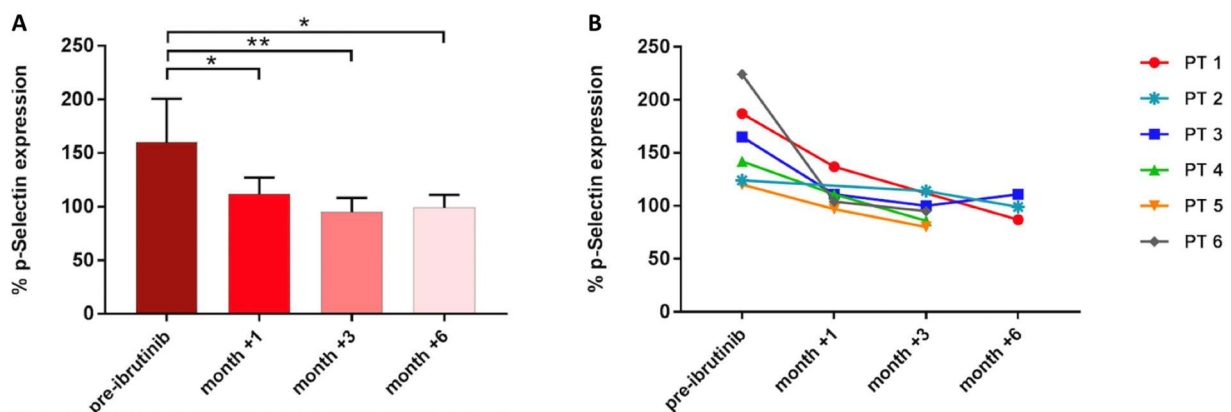 A
% p-Selectin expression
250
200
150
100
50
0
*
**
*
pre-ibrutinib
month +1
month +3
month +6
B
% p-Selectin expression
250
200
150
100
50
0
pre-ibrutinib
month +1
month +3
month +6
PT 1
PT 2
PT 3
PT 4
PT 5
PT 6